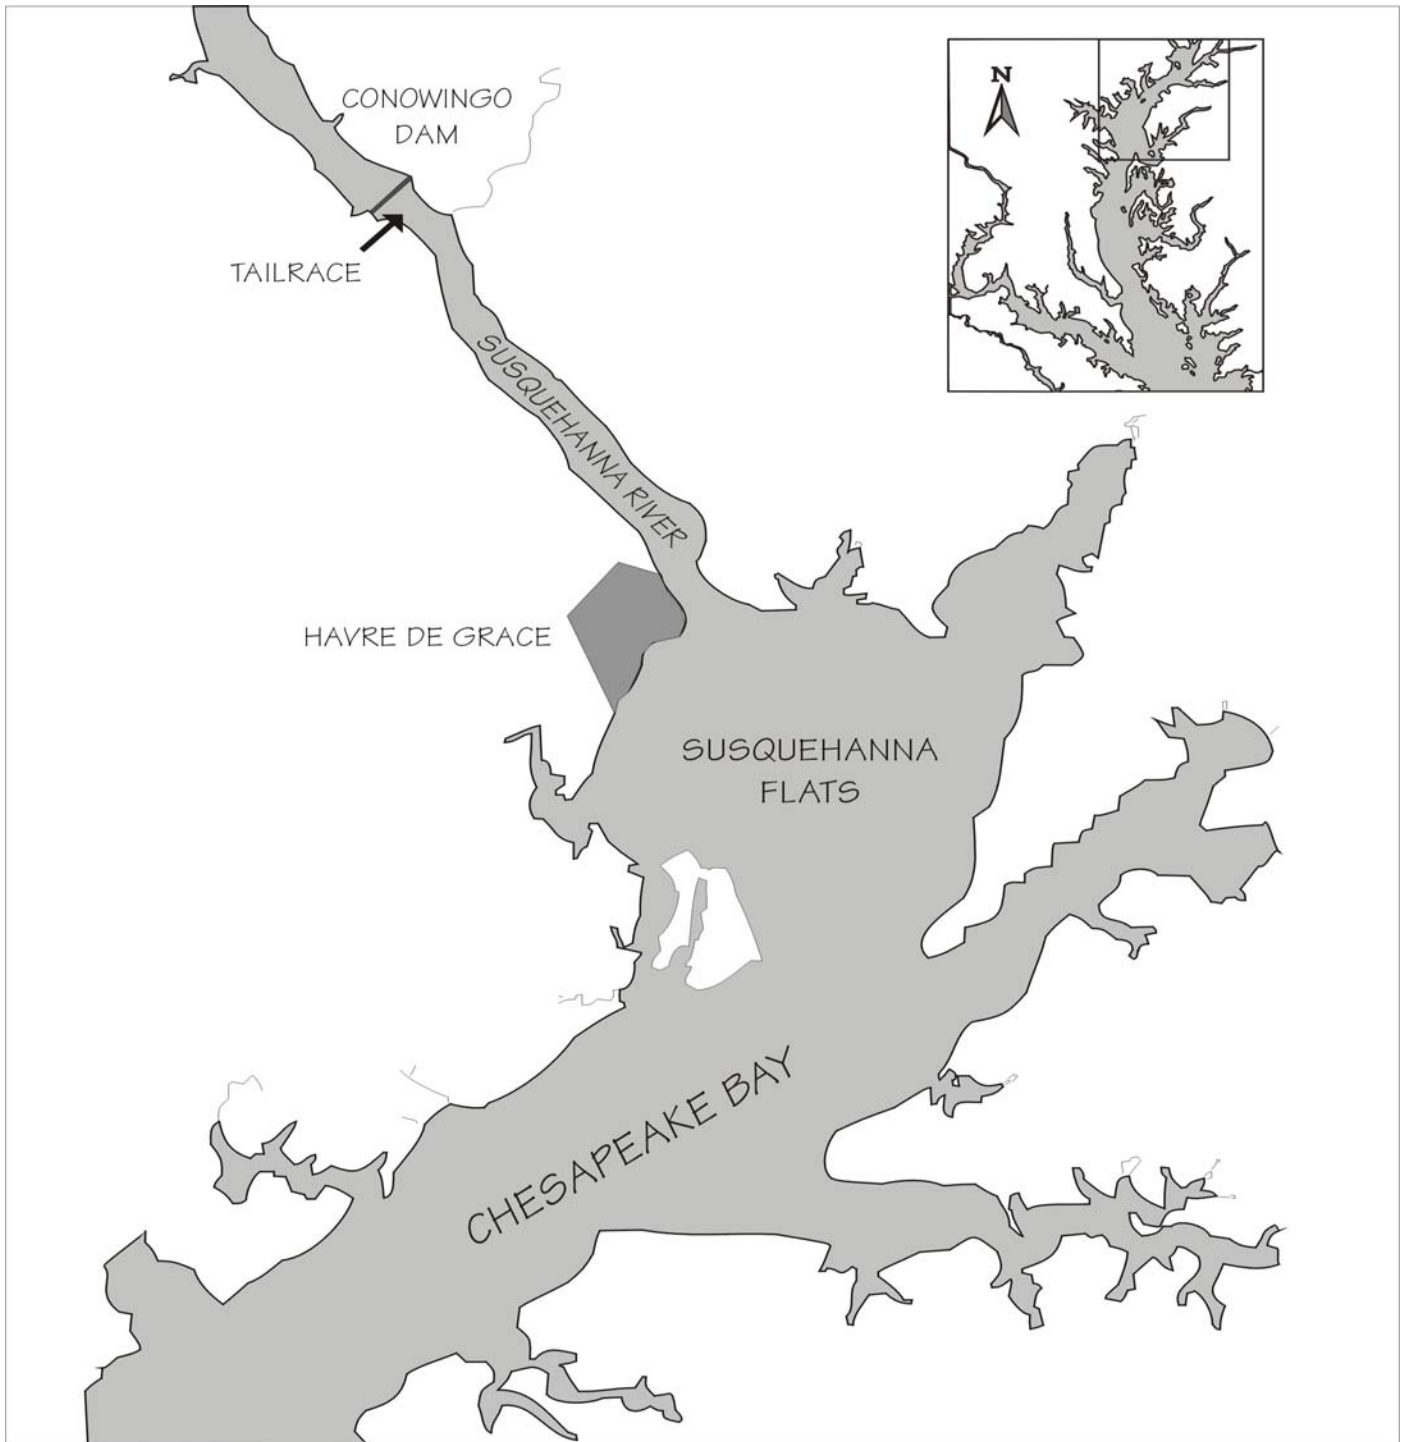 CONOWINGO
DAM
N
TAILRACE
SUSQUEHANNA RIVER
HAVRE DE GRACE
SUSQUEHANNA
FLATS
CHESAPEAKE BAY